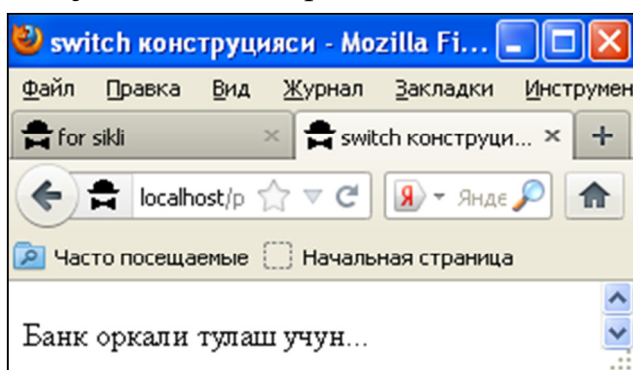 switch конструцияси - Mozilla Fi...
Файл Правка Вид Журнал Закладки Инструмен
for sikli × switch конструци... × +
localhost/p Я Янде
Часто посещаемые Начальная страница
Банк оркали тулаш учун...